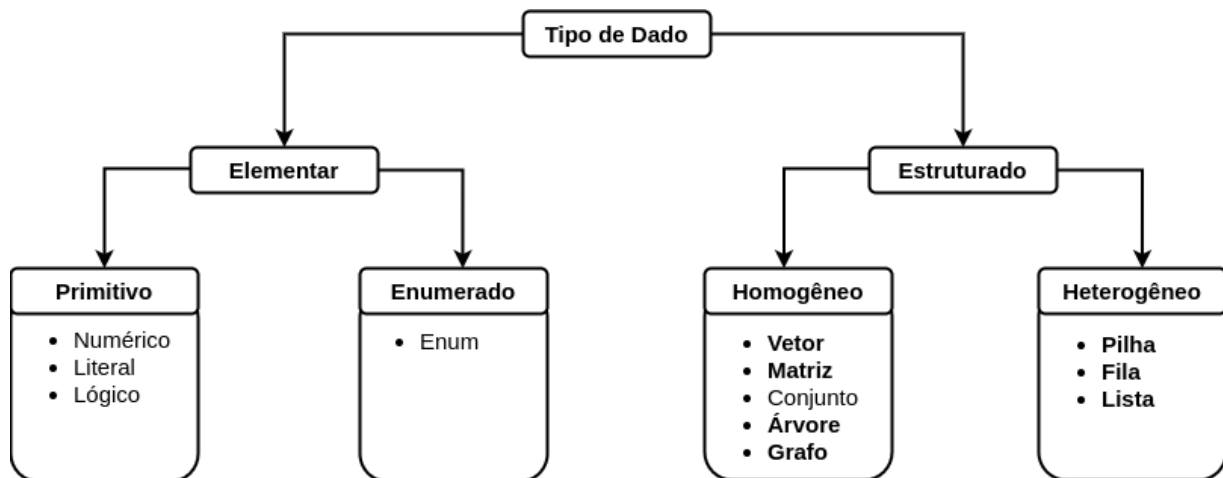 Tipo de Dado
Elementar
Estruturado
Primitivo
Numérico
Literal
Lógico
Enumerado
Enum
Homogêneo
Vetor
Matriz
Conjunto
Árvore
Grafo
Heterogêneo
Pilha
Fila
Lista